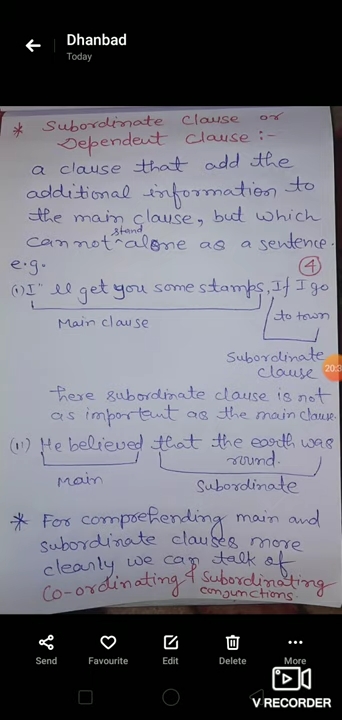 Dhanbad
Today
* Subordinate Clause or
Dependent Clause :-
a clause that add the
additional information to
the main clause, but which
stand
can not ^ alone as a sentence.
e.g.
④
(i) I'll get you some stamps, If I go
to town
Main clause
Subordinate
clause
20:3
here subordinate clause is not
as important as the main clause.
(ii) He believed that the earth was
round.
Main
Subordinate
* For comprehending main and
subordinate clauses more
clearly we can talk of
Co-ordinating & subordinating
conjunctions.
Send
Favourite
Edit
Delete
More
V RECORDER